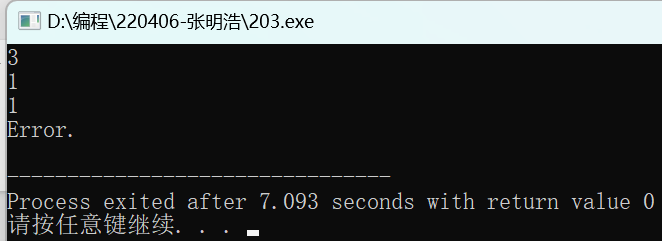 D:\编程\220406-张明浩\203.exe
3
1
1
Error.
--------------------------------
Process exited after 7.093 seconds with return value 0
请按任意键继续. . .